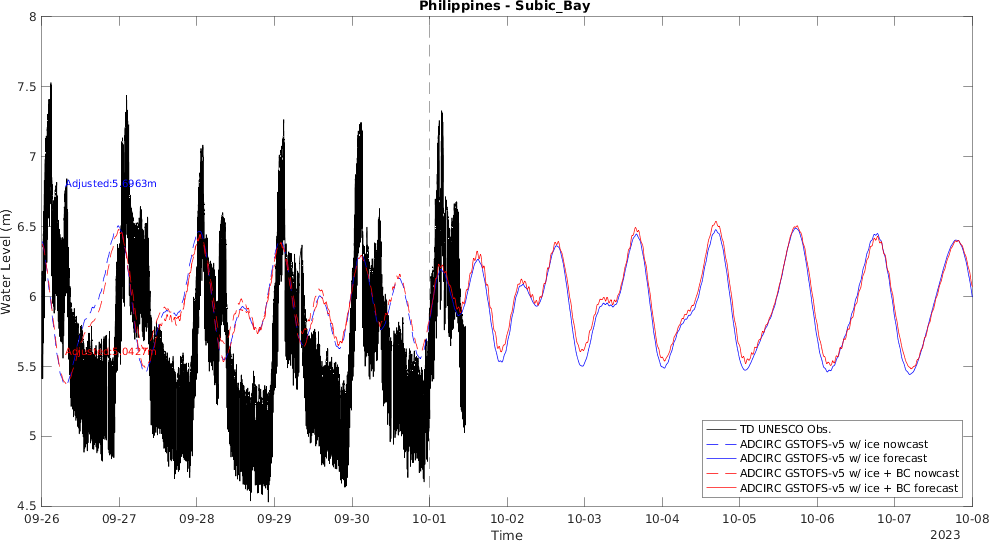 Philippines - Subic_Bay
8
7.5
7
6.5
6
5.5
5
4.5
Water Level (m)
TD UNESCO Obs.
ADCIRC GSTOFS-v5 w/ ice nowcast
ADCIRC GSTOFS-v5 w/ ice forecast
ADCIRC GSTOFS-v5 w/ ice + BC nowcast
ADCIRC GSTOFS-v5 w/ ice + BC forecast
09-26 09-27 09-28 09-29 09-30 10-01 10-02 10-03 10-04 10-05 10-06 10-07 10-08
Time
2023